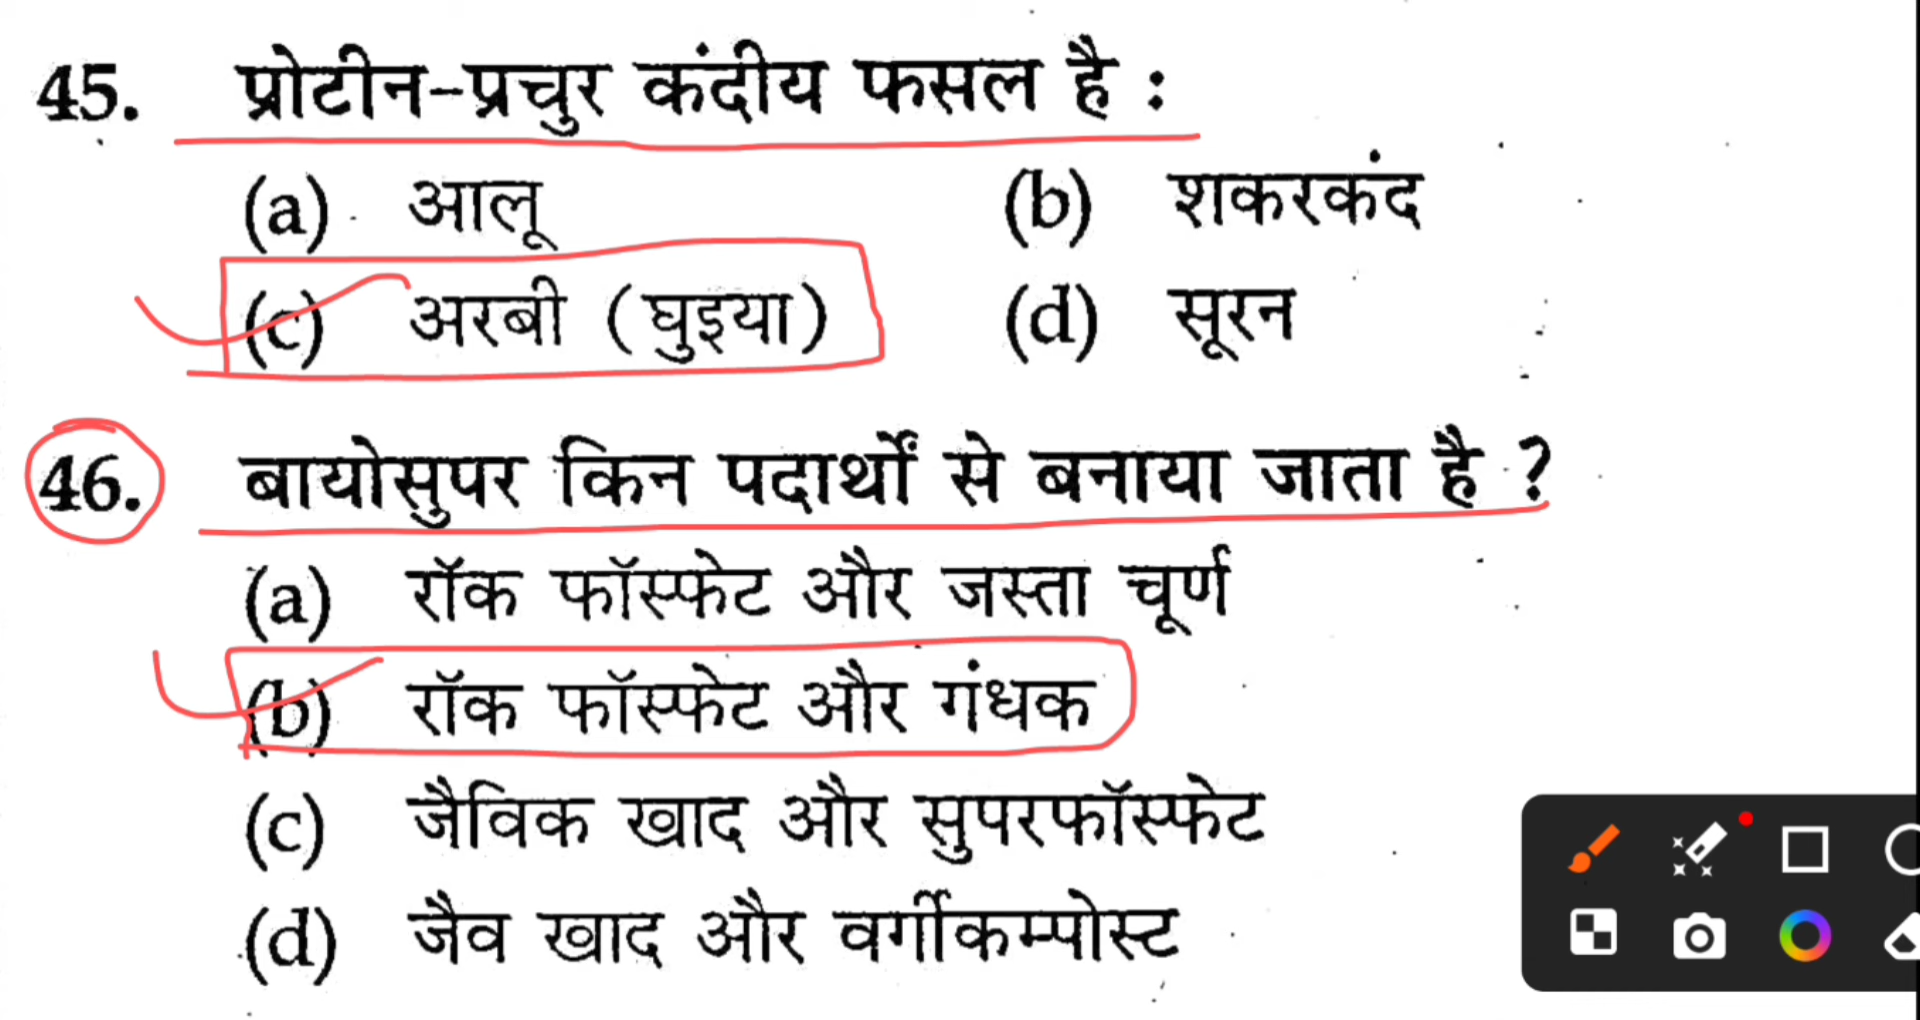 45. प्रोटीन-प्रचुर कंदीय फसल है :
(a) आलू (b) शकरकंद
(c) अरबी (घुइया) (d) सूरन
46. बायोसुपर किन पदार्थों से बनाया जाता है ?
(a) रॉक फॉस्फेट और जस्ता चूर्ण
(b) रॉक फॉस्फेट और गंधक
(c) जैविक खाद और सुपरफॉस्फेट
(d) जैव खाद और वर्गीकम्पोस्ट